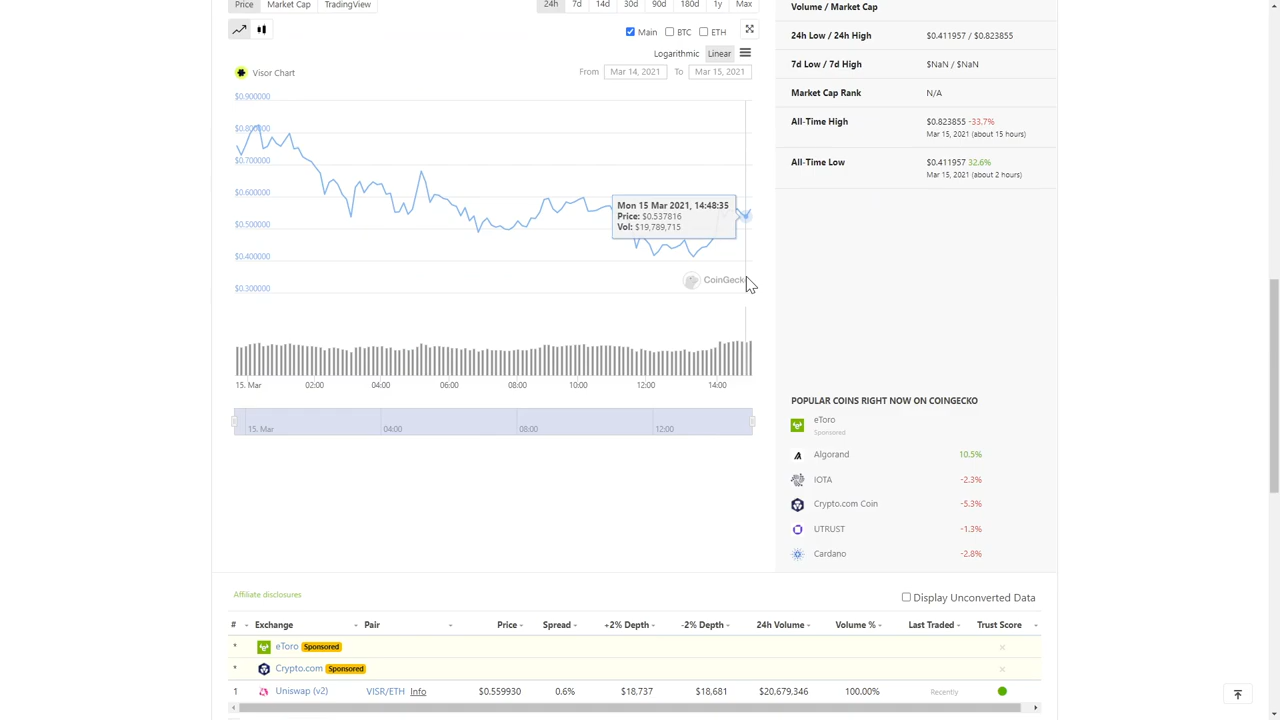 Price Market Cap TradingView 24h 7d 14d 30d 90d 180d 1y Max
Main BTC ETH
Logarithmic Linear
Visor Chart From Mar 14, 2021 To Mar 15, 2021
$0.900000
$0.800000
$0.700000
$0.600000
$0.500000
$0.400000
$0.300000
Mon 15 Mar 2021, 14:48:35
Price: $0.537816
Vol: $19,789,715
CoinGecko
15. Mar 02:00 04:00 06:00 08:00 10:00 12:00 14:00
15. Mar 04:00 08:00 12:00
Volume / Market Cap
24h Low / 24h High $0.411957 / $0.823855
7d Low / 7d High $NaN / $NaN
Market Cap Rank N/A
All-Time High $0.823855 -33.7%
Mar 15, 2021 (about 15 hours)
All-Time Low $0.411957 32.6%
Mar 15, 2021 (about 2 hours)
POPULAR COINS RIGHT NOW ON COINGECKO
eToro
Sponsored
Algorand 10.5%
IOTA -2.3%
Crypto.com Coin -5.3%
UTRUST -1.3%
Cardano -2.8%
Affiliate disclosures Display Unconverted Data
# Exchange Pair Price Spread +2% Depth -2% Depth 24h Volume Volume % Last Traded Trust Score
* eToro Sponsored
* Crypto.com Sponsored
1 Uniswap (v2) VISR/ETH Info $0.559930 0.6% $18,737 $18,681 $20,679,346 100.00% Recently